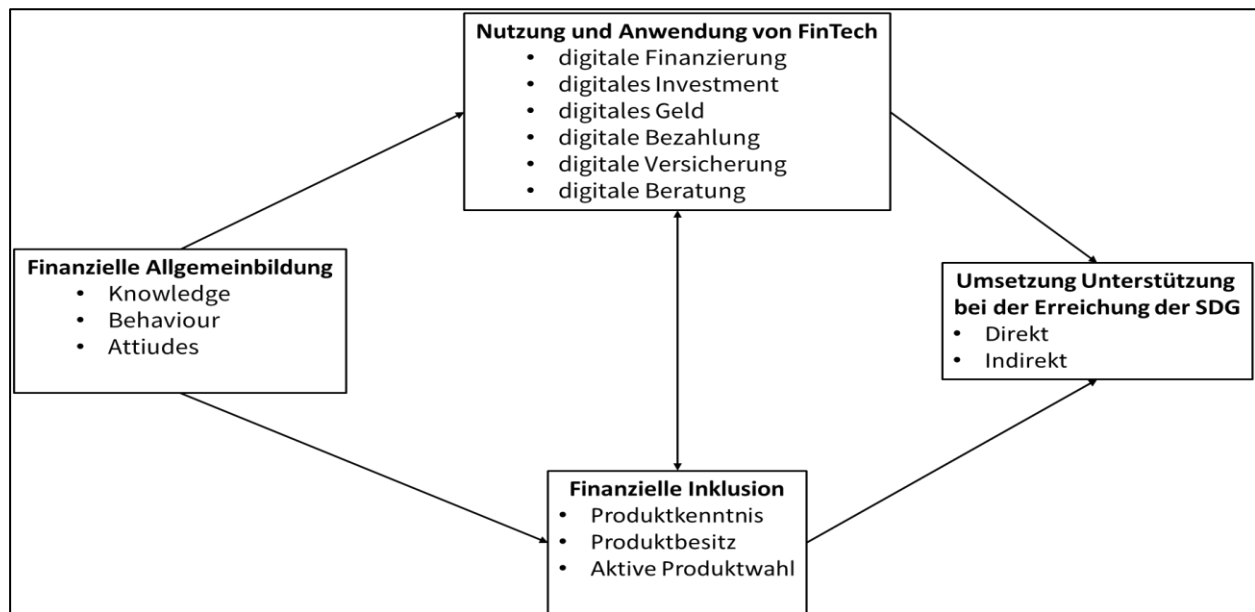 Nutzung und Anwendung von FinTech
• digitale Finanzierung
• digitales Investment
• digitales Geld
• digitale Bezahlung
• digitale Versicherung
• digitale Beratung
Finanzielle Allgemeinbildung
• Knowledge
• Behaviour
• Attiudes
Umsetzung Unterstützung
bei der Erreichung der SDG
• Direkt
• Indirekt
Finanzielle Inklusion
• Produktkenntnis
• Produktbesitz
• Aktive Produktwahl